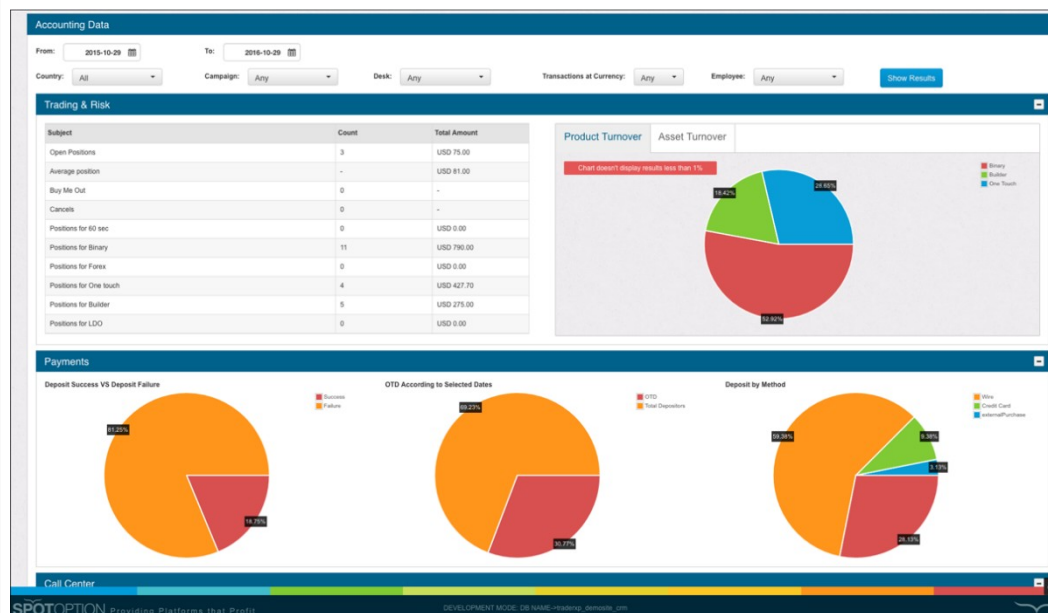 Accounting Data
From: 2015-10-29 To: 2016-10-29
Country: All Campaign: Any Desk: Any Transactions at Currency: Any Employee: Any Show Results
Trading & Risk
Subject Count Total Amount
Open Positions 3 USD 75.00
Average position - USD 81.00
Buy Me Out 0 -
Cancels 0 -
Positions for 60 sec 0 USD 0.00
Positions for Binary 11 USD 790.00
Positions for Forex 0 USD 0.00
Positions for One touch 4 USD 427.70
Positions for Builder 5 USD 275.00
Positions for LDO 0 USD 0.00
Product Turnover Asset Turnover
Chart doesn't display results less than 1%
Binary
Builder
One Touch
18.42%
28.65%
52.92%
Payments
Deposit Success VS Deposit Failure
Success
Failure
81.25%
18.75%
OTD According to Selected Dates
OTD
Total Depositors
69.23%
30.77%
Deposit by Method
Wire
Credit Card
externalPurchase
59.38%
9.38%
3.13%
28.13%
Call Center
SPOTOPTION Providing Platforms that Profit
DEVELOPMENT MODE: DB NAME->traderxp_demosite_crm